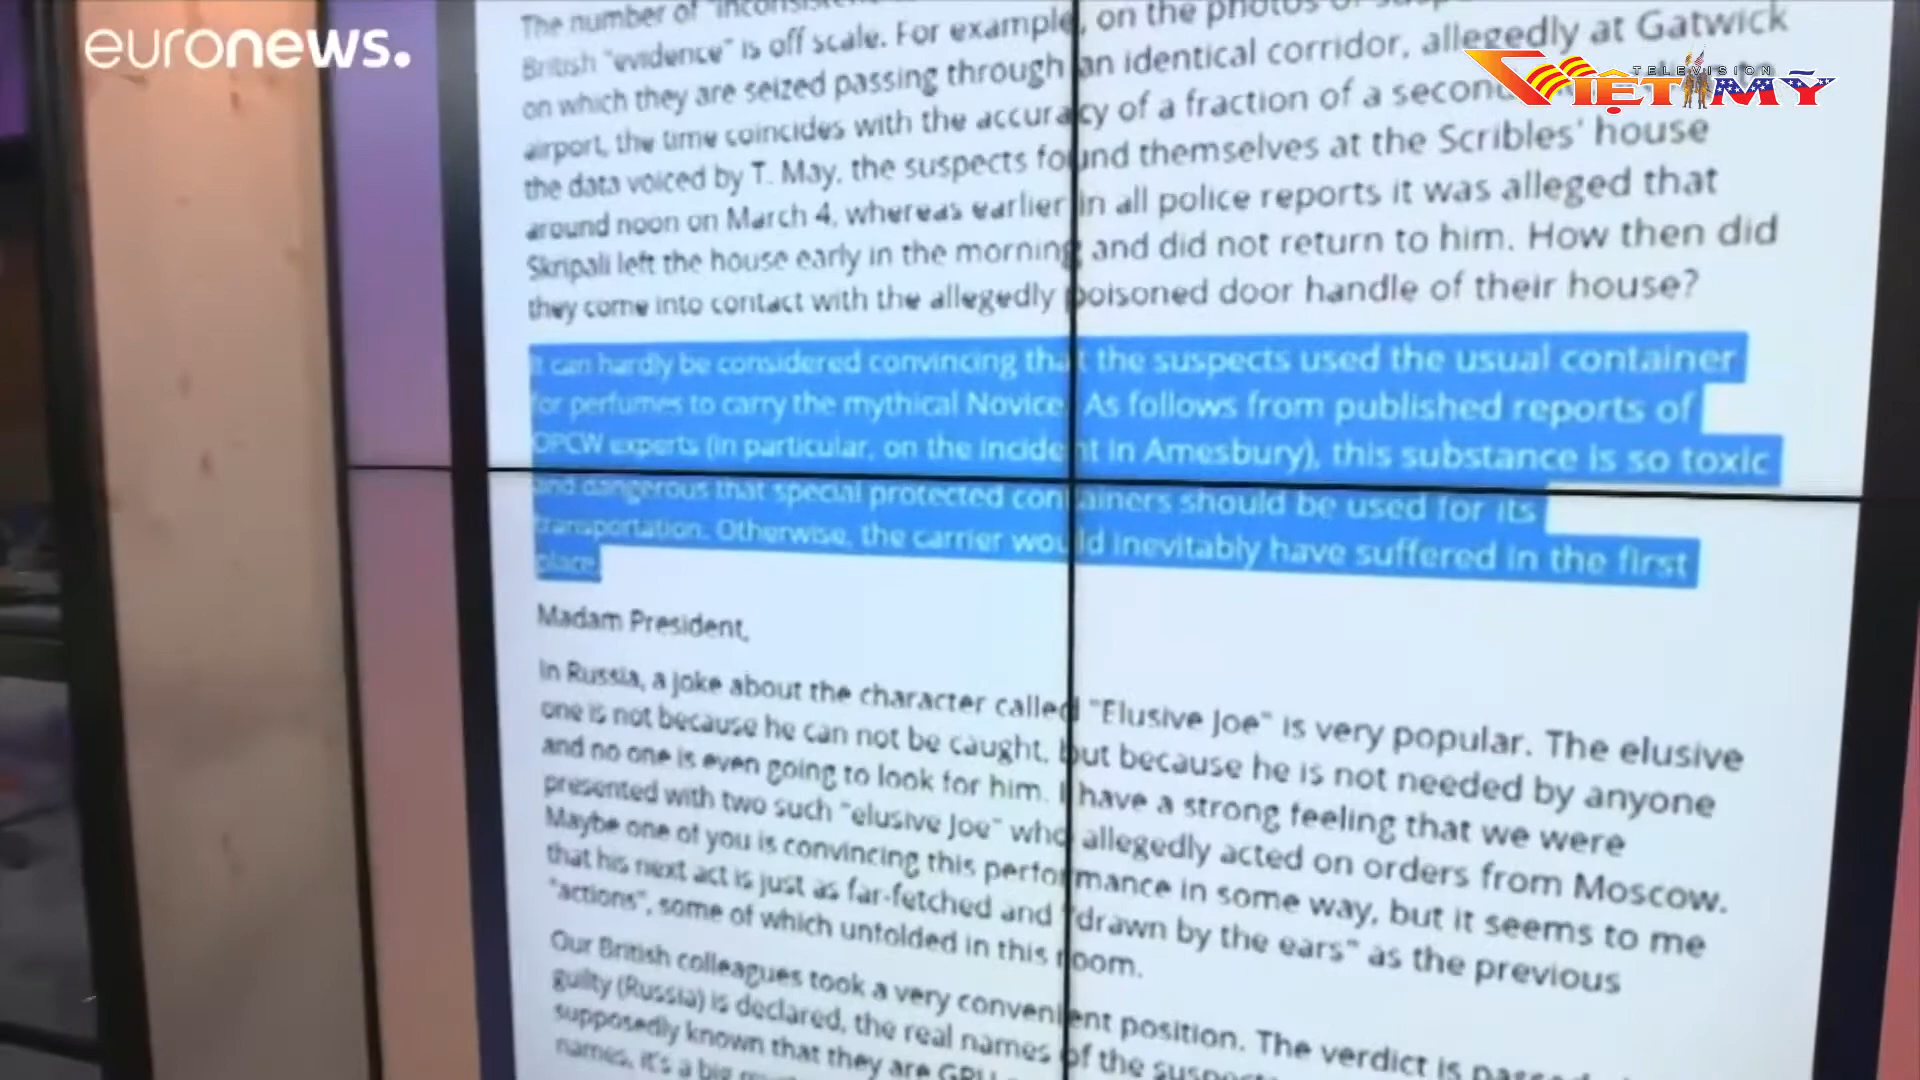 euronews.
TELEVISION
VIỆT MỸ
The number of
British "evidence" is off scale. For example, on the photos of
on which they are seized passing through an identical corridor, allegedly at Gatwick
airport, the time coincides with the accuracy of a fraction of a second.
the data voiced by T. May, the suspects found themselves at the Scribles' house
around noon on March 4, whereas earlier in all police reports it was alleged that
Skripali left the house early in the morning and did not return to him. How then did
they come into contact with the allegedly poisoned door handle of their house?
It can hardly be considered convincing that the suspects used the usual container
for perfumes to carry the mythical Novice. As follows from published reports of
OPCW experts (in particular, on the incident in Amesbury), this substance is so toxic
and dangerous that special protected containers should be used for its
transportation. Otherwise, the carrier would inevitably have suffered in the first
place.
Madam President,
In Russia, a joke about the character called "Elusive Joe" is very popular. The elusive
one is not because he can not be caught, but because he is not needed by anyone
and no one is even going to look for him. I have a strong feeling that we were
presented with two such "elusive Joe" who allegedly acted on orders from Moscow.
Maybe one of you is convincing this performance in some way, but it seems to me
that his next act is just as far-fetched and "drawn by the ears" as the previous
"actions", some of which unfolded in this room.
Our British colleagues took a very convenient position. The verdict is
guilty (Russia) is declared, the real names of the
supposedly known that they are GRU
names, it's a big